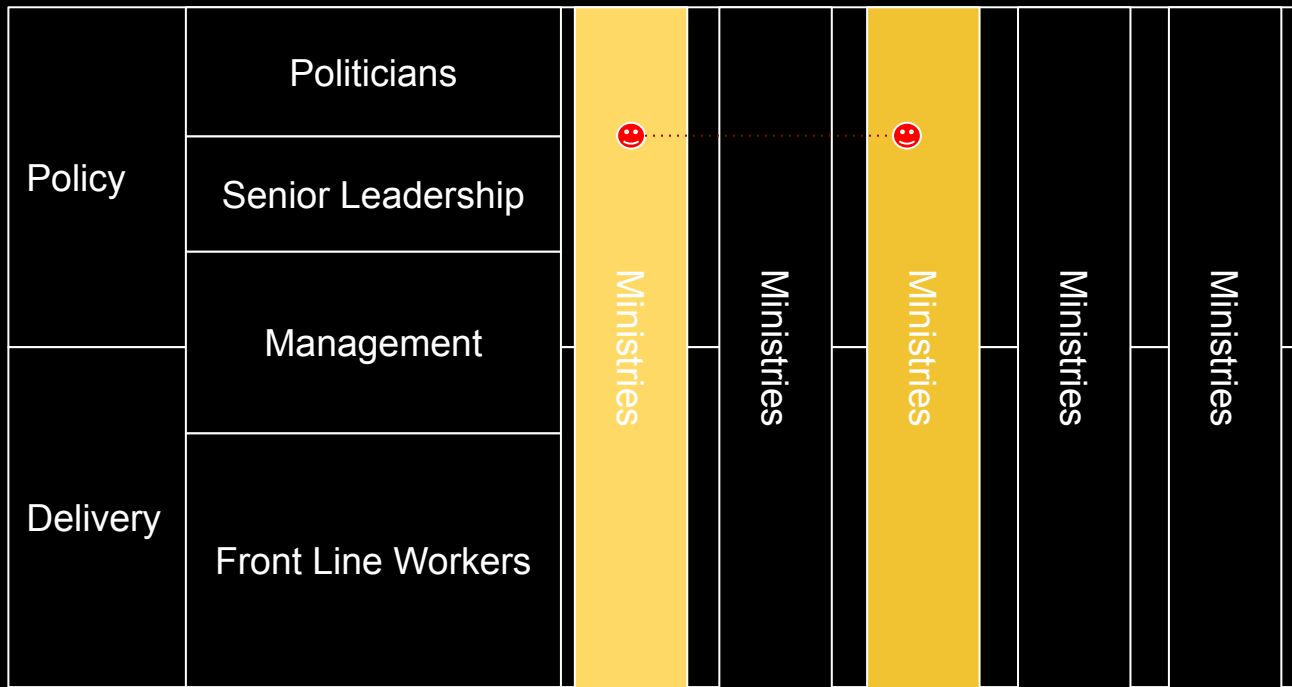 Policy
Politicians
Senior Leadership
Management
Delivery
Front Line Workers
Ministries
Ministries
Ministries
Ministries
Ministries